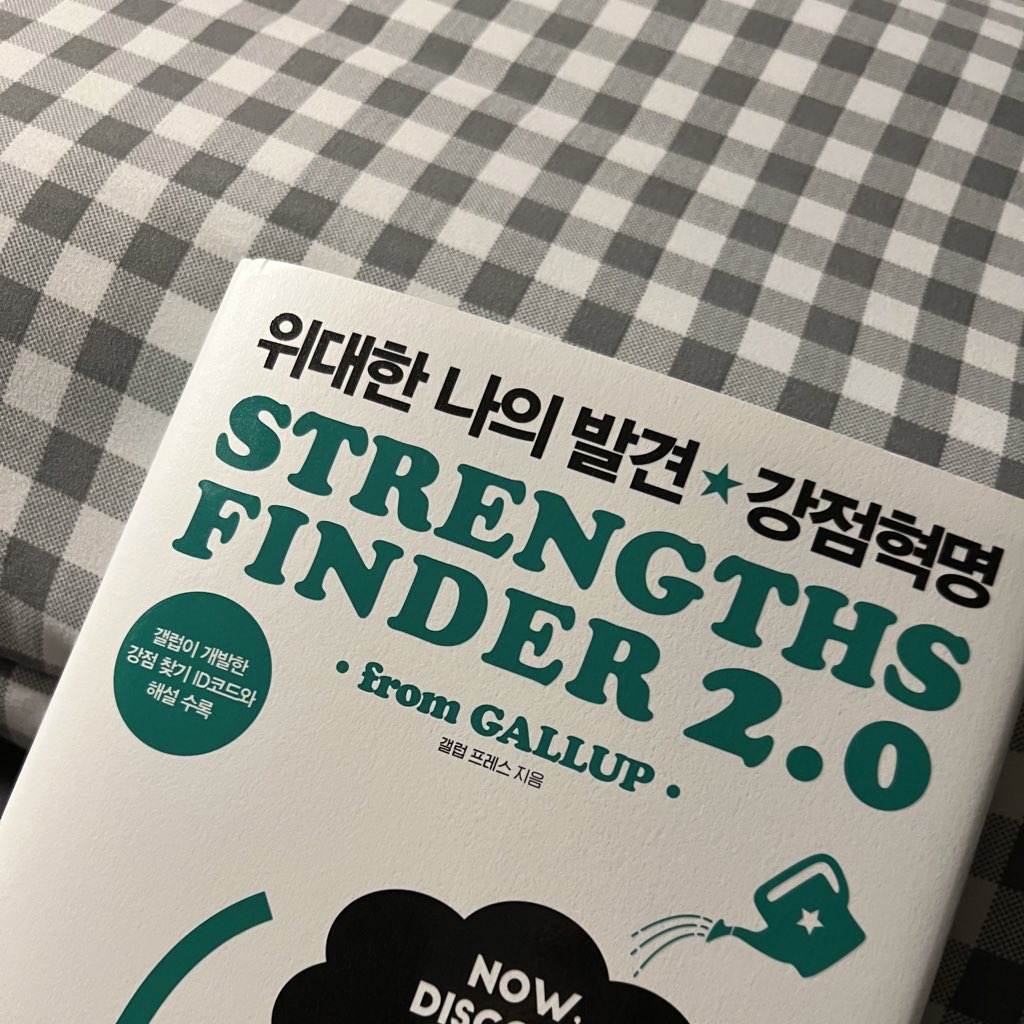 위대한 나의 발견★강점혁명
STRENGTHS
FINDER 2.0
• from GALLUP •
갤럽 프레스 지음
갤럽이 개발한
강점 찾기 ID코드와
해설 수록
NOW,